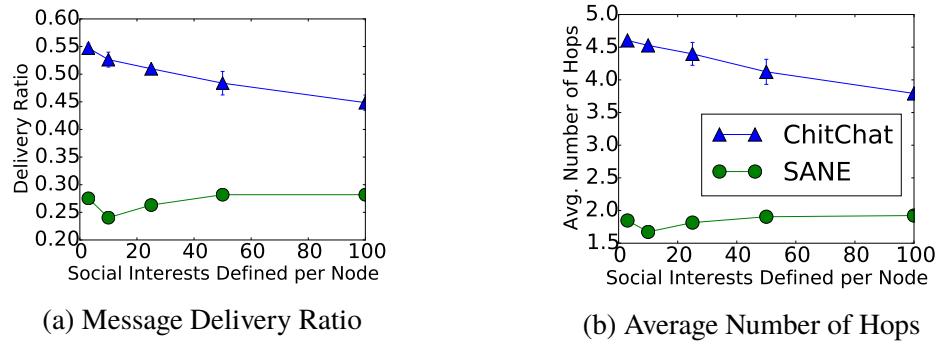 0.60
0.55
0.50
0.45
0.40
0.35
0.30
0.25
0.20
Delivery Ratio
0 20 40 60 80 100
Social Interests Defined per Node
(a) Message Delivery Ratio
5.0
4.5
4.0
3.5
3.0
2.5
2.0
1.5
Avg. Number of Hops
ChitChat
SANE
0 20 40 60 80 100
Social Interests Defined per Node
(b) Average Number of Hops